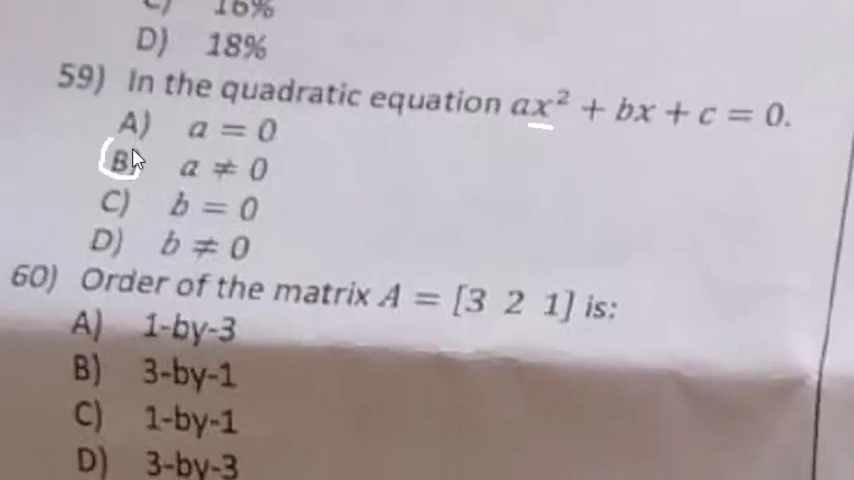 C) 16%
D) 18%
59) In the quadratic equation ax² + bx + c = 0.
A) a = 0
B) a ≠ 0
C) b = 0
D) b ≠ 0
60) Order of the matrix A = [3 2 1] is:
A) 1-by-3
B) 3-by-1
C) 1-by-1
D) 3-by-3